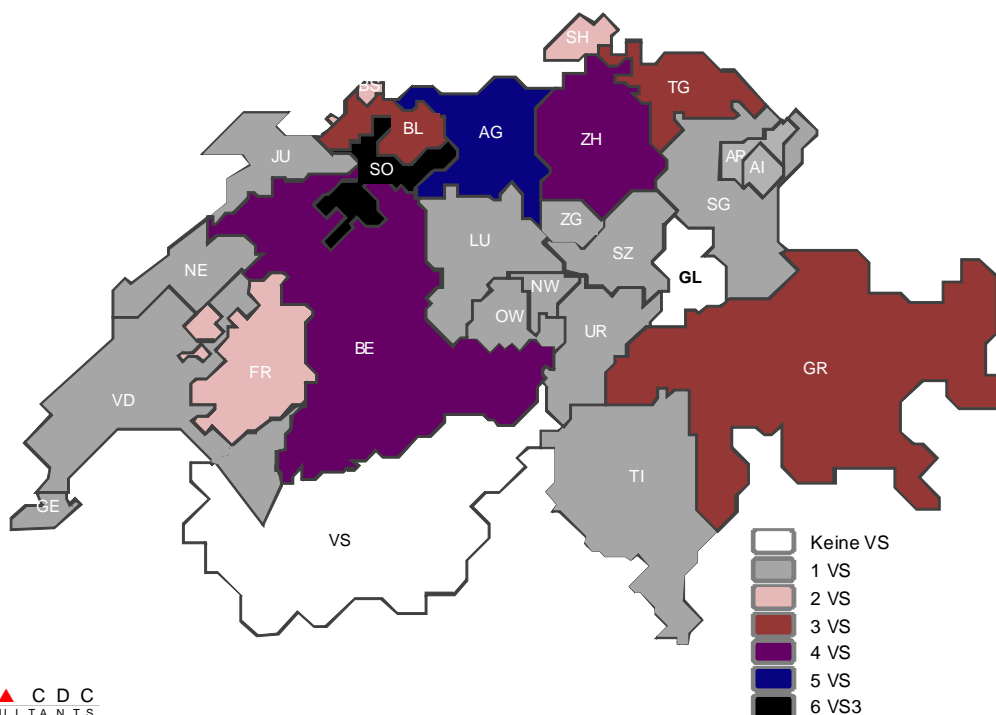 SH
BS
TG
BL
AG
ZH
JU
SO
AR
AI
SG
ZG
LU
SZ
NE
GL
NW
OW
UR
BE
FR
GR
VD
TI
GE
VS
Keine VS
1 VS
2 VS
3 VS
4 VS
5 VS
6 VS3
C D C